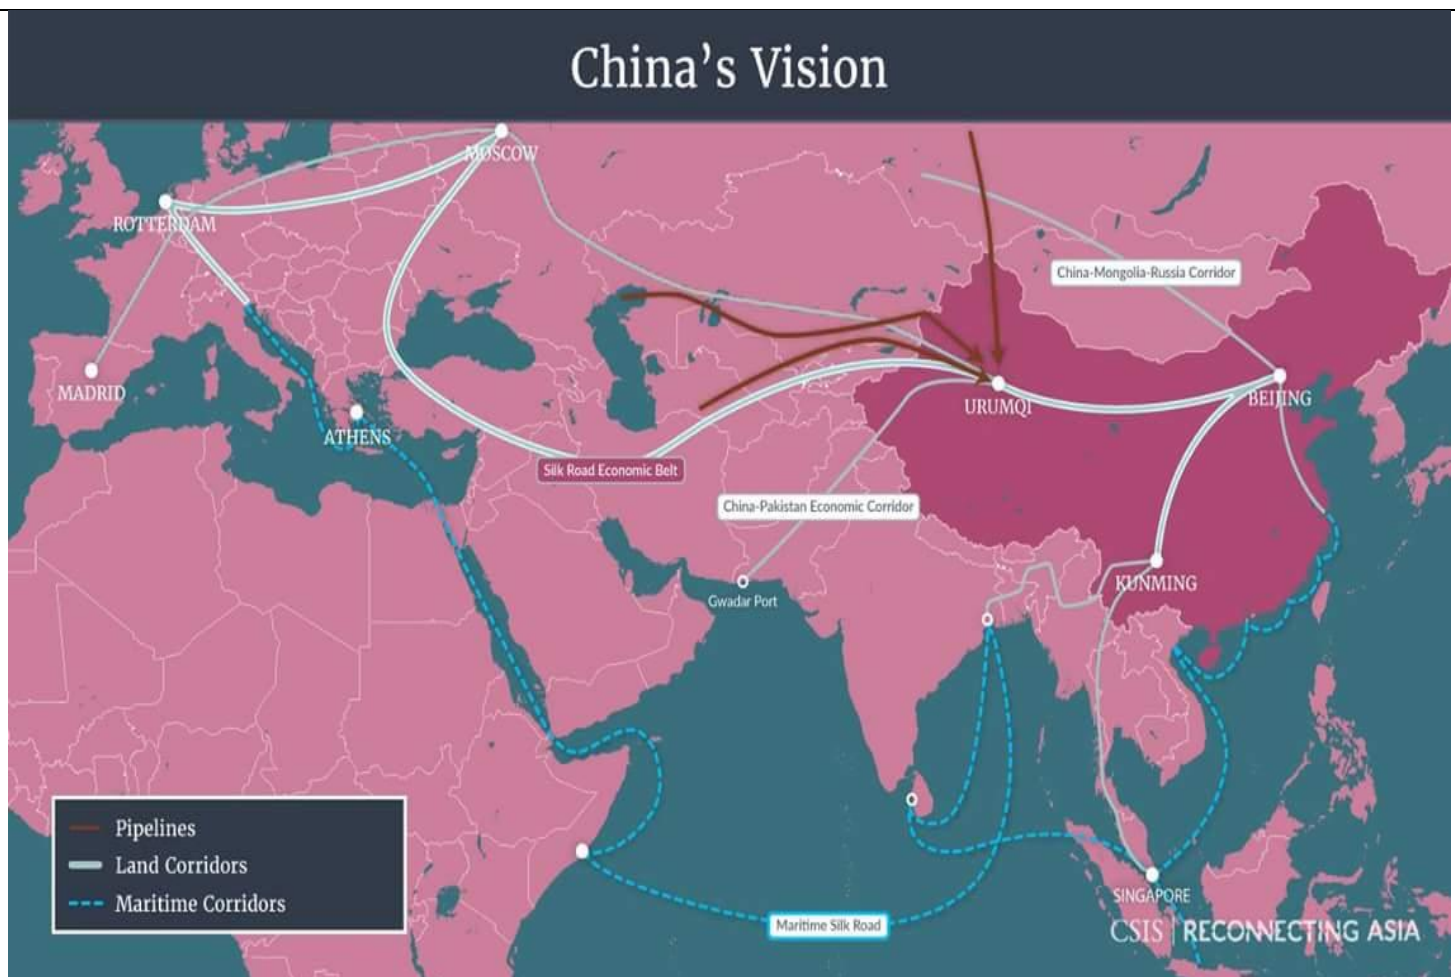 China's Vision
MOSCOW
ROTTERDAM
China-Mongolia-Russia Corridor
MADRID
ATHENS
URUMQI
BEIJING
Silk Road Economic Belt
China-Pakistan Economic Corridor
KUNMING
Gwadar Port
Pipelines
Land Corridors
Maritime Corridors
SINGAPORE
Maritime Silk Road
CSIS | RECONNECTING ASIA